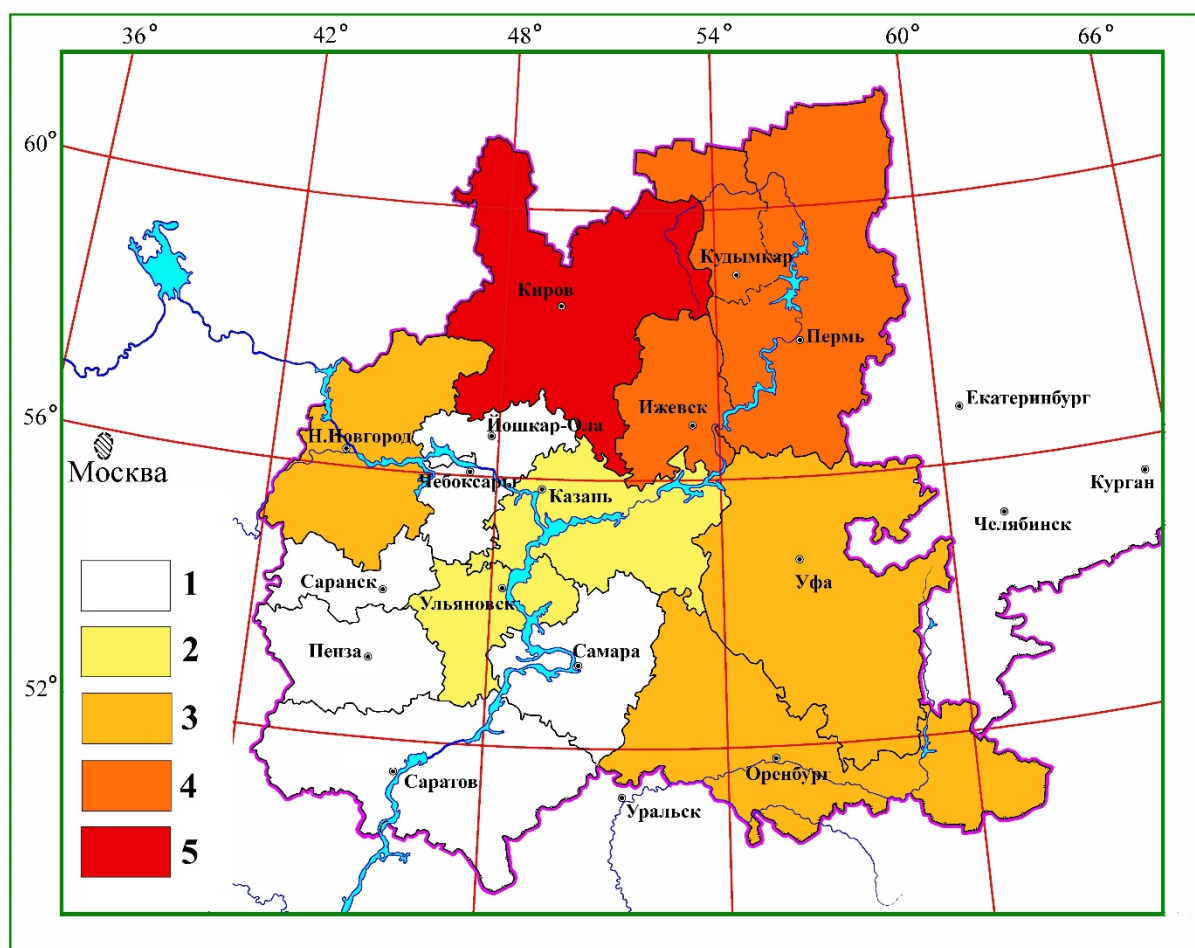 36°
42°
48°
54°
60°
66°
60°
56°
52°
Кудымкар
Киров
Пермь
Екатеринбург
Ижевск
Йошкар-Ола
Н.Новгород
Москва
Чебоксары
Казань
Курган
Челябинск
Уфа
Саранск
Ульяновск
Пенза
Самара
Саратов
Оренбург
Уральск
1
2
3
4
5